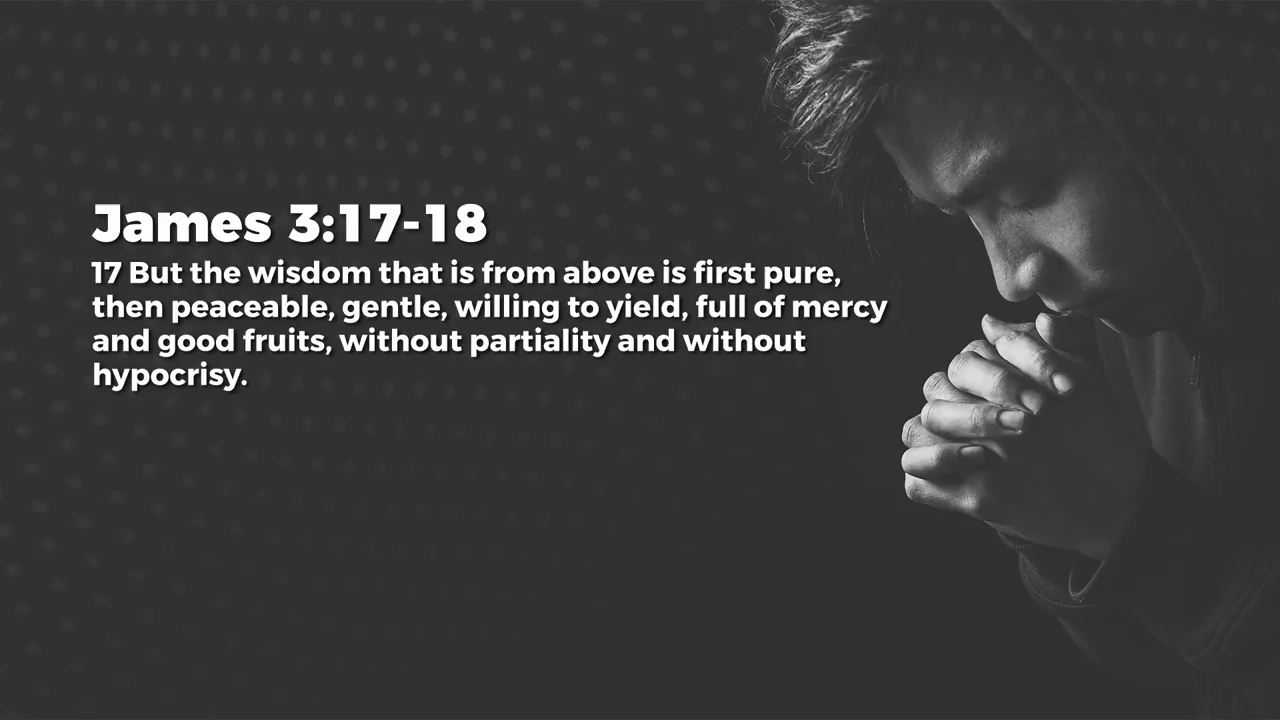 James 3:17-18
17 But the wisdom that is from above is first pure,
then peaceable, gentle, willing to yield, full of mercy
and good fruits, without partiality and without
hypocrisy.